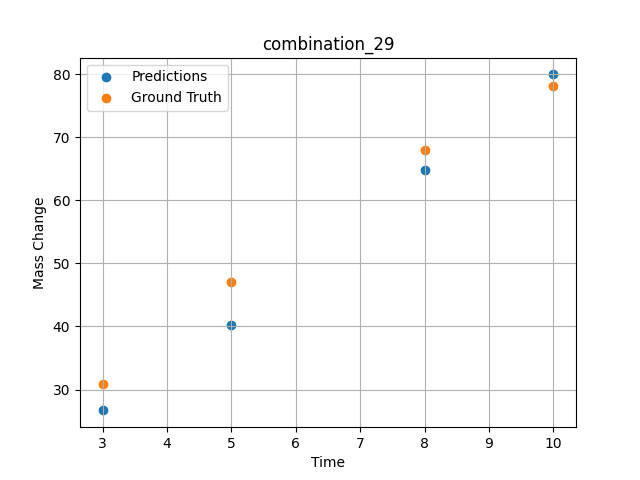 combination_29
Predictions
Ground Truth
80
70
60
50
40
30
Mass Change
3 4 5 6 7 8 9 10
Time